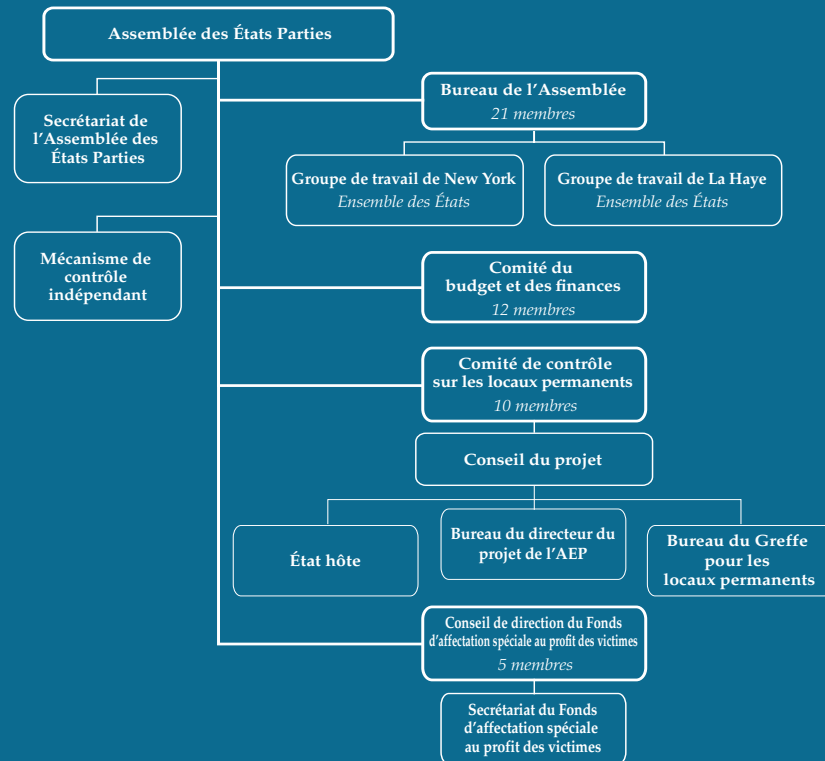 Assemblée des États Parties
Secrétariat de
l’Assemblée des
États Parties
Bureau de l’Assemblée
21 membres
Groupe de travail de New York
Ensemble des États
Groupe de travail de La Haye
Ensemble des États
Mécanisme de
contrôle
indépendant
Comité du
budget et des finances
12 membres
Comité de contrôle
sur les locaux permanents
10 membres
Conseil du projet
État hôte
Bureau du directeur du
projet de l’AEP
Bureau du Greffe
pour les
locaux permanents
Conseil de direction du Fonds
d’affectation spéciale au profit des victimes
5 membres
Secrétariat du Fonds
d’affectation spéciale
au profit des victimes